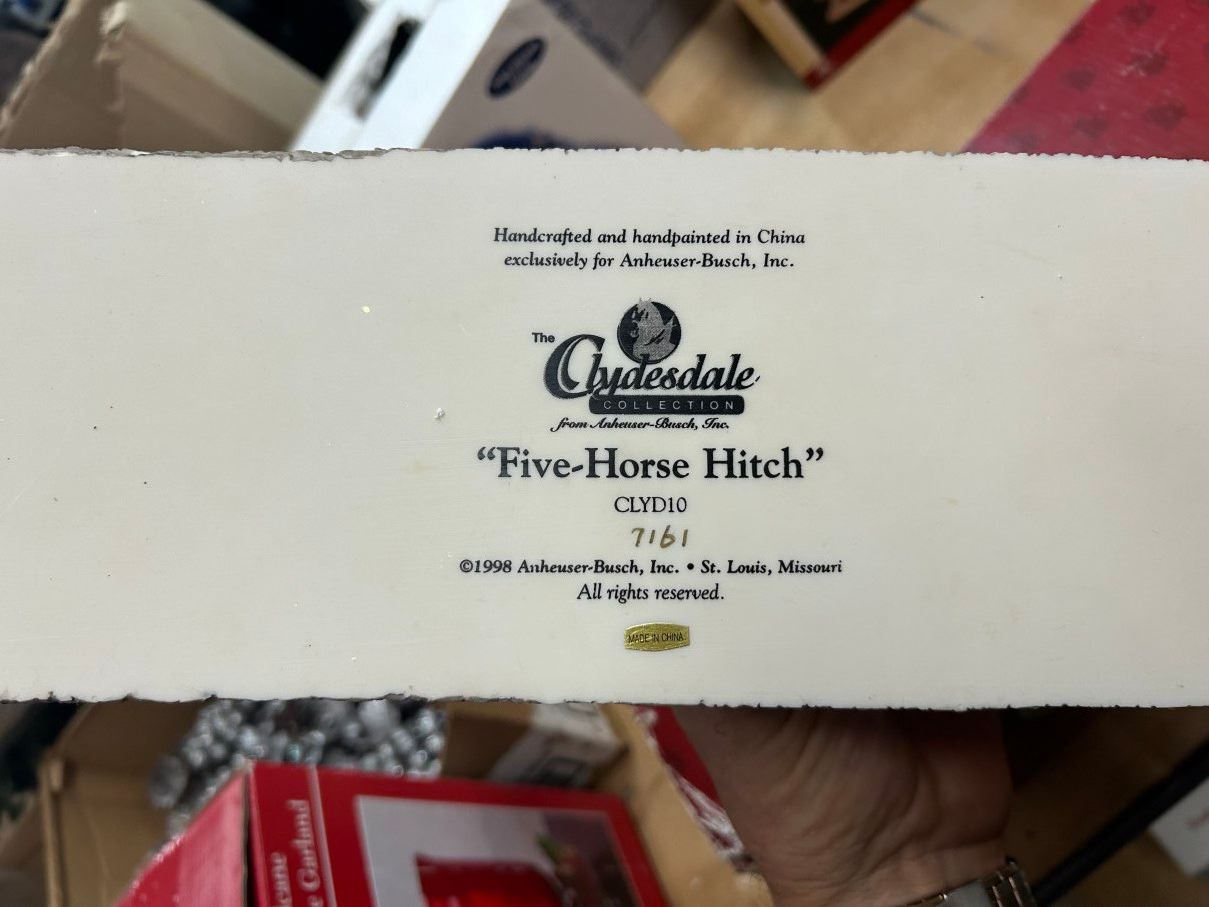 Handcrafted and handpainted in China
exclusively for Anheuser-Busch, Inc.
The
Clydesdale
COLLECTION
from Anheuser-Busch, Inc.
“Five-Horse Hitch”
CLYD10
7161
©1998 Anheuser-Busch, Inc. • St. Louis, Missouri
All rights reserved.
MADE IN CHINA
Garland